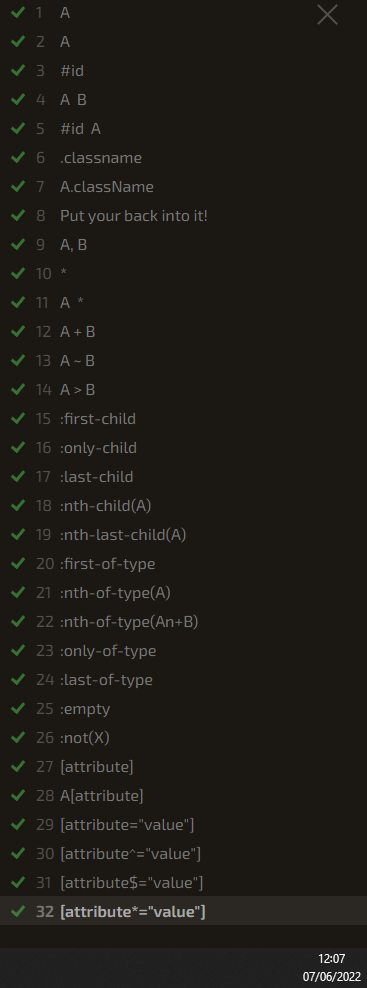 1 A
2 A
3 #id
4 A B
5 #id A
6 .classname
7 A.className
8 Put your back into it!
9 A, B
10 *
11 A *
12 A + B
13 A ~ B
14 A > B
15 :first-child
16 :only-child
17 :last-child
18 :nth-child(A)
19 :nth-last-child(A)
20 :first-of-type
21 :nth-of-type(A)
22 :nth-of-type(An+B)
23 :only-of-type
24 :last-of-type
25 :empty
26 :not(X)
27 [attribute]
28 A[attribute]
29 [attribute="value"]
30 [attribute^="value"]
31 [attribute$="value"]
32 [attribute*="value"]
12:07
07/06/2022